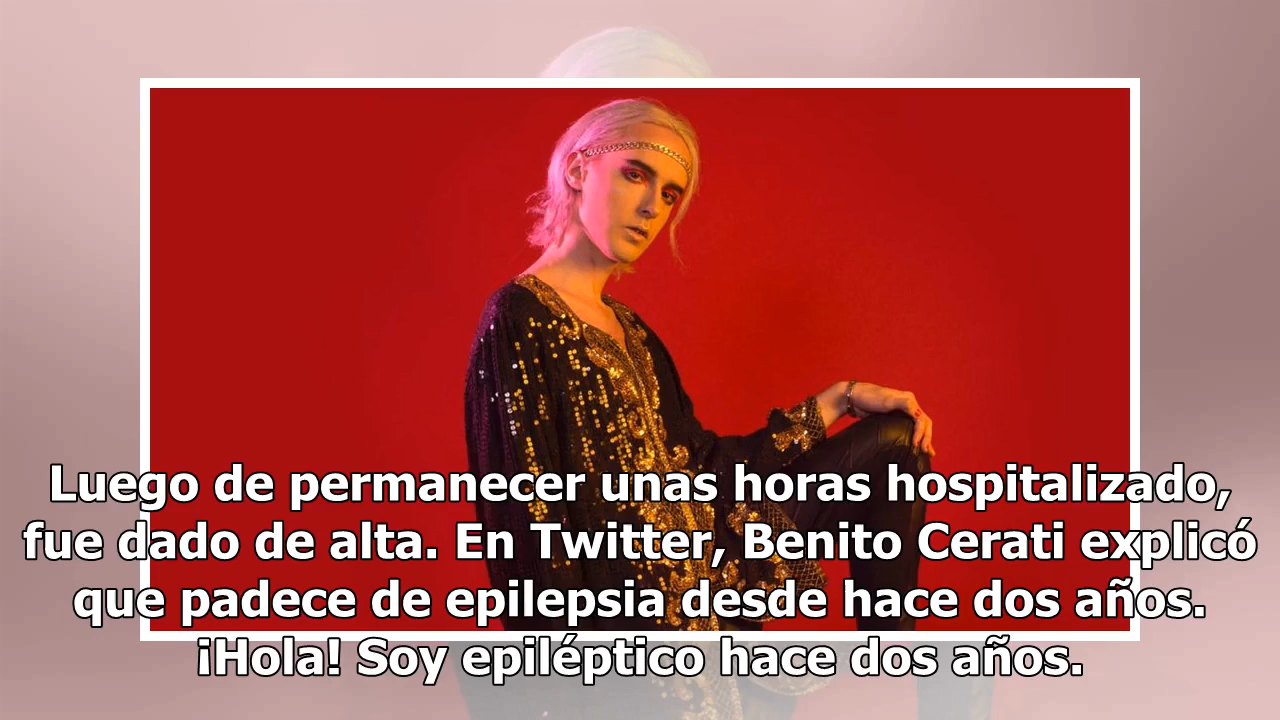 Luego de permanecer unas horas hospitalizado,
fue dado de alta. En Twitter, Benito Cerati explicó
que padece de epilepsia desde hace dos años.
¡Hola! Soy epiléptico hace dos años.